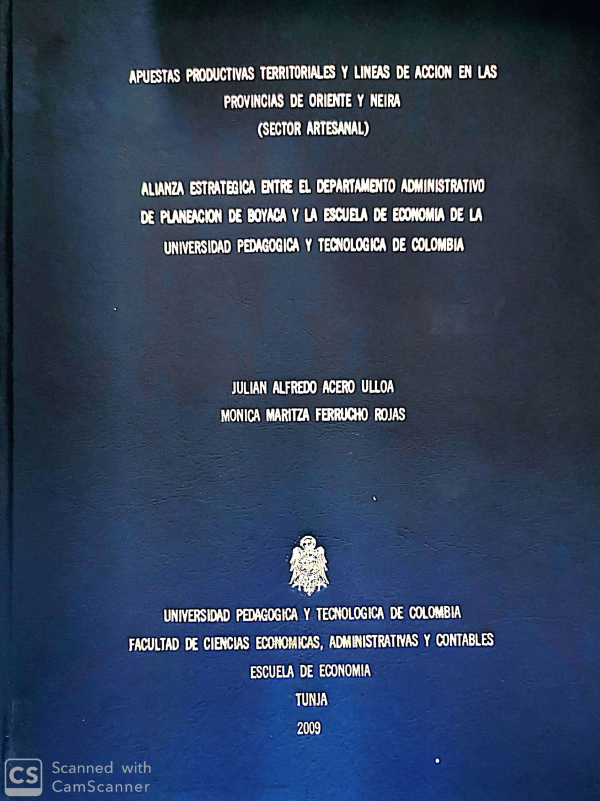 APUESTAS PRODUCTIVAS TERRITORIALES Y LINEAS DE ACCION EN LAS
PROVINCIAS DE ORIENTE Y NEIRA
(SECTOR ARTESANAL)
ALIANZA ESTRATEGICA ENTRE EL DEPARTAMENTO ADMINISTRATIVO
DE PLANEACION DE BOYACA Y LA ESCUELA DE ECONOMIA DE LA
UNIVERSIDAD PEDAGOGICA Y TECNOLOGICA DE COLOMBIA
JULIAN ALFREDO ACERO ULLOA
MONICA MARITZA FERRUCHO ROJAS
UNIVERSIDAD PEDAGOGICA Y TECNOLOGICA DE COLOMBIA
FACULTAD DE CIENCIAS ECONOMICAS, ADMINISTRATIVAS Y CONTABLES
ESCUELA DE ECONOMIA
TUNJA
2009
CS Scanned with
CamScanner